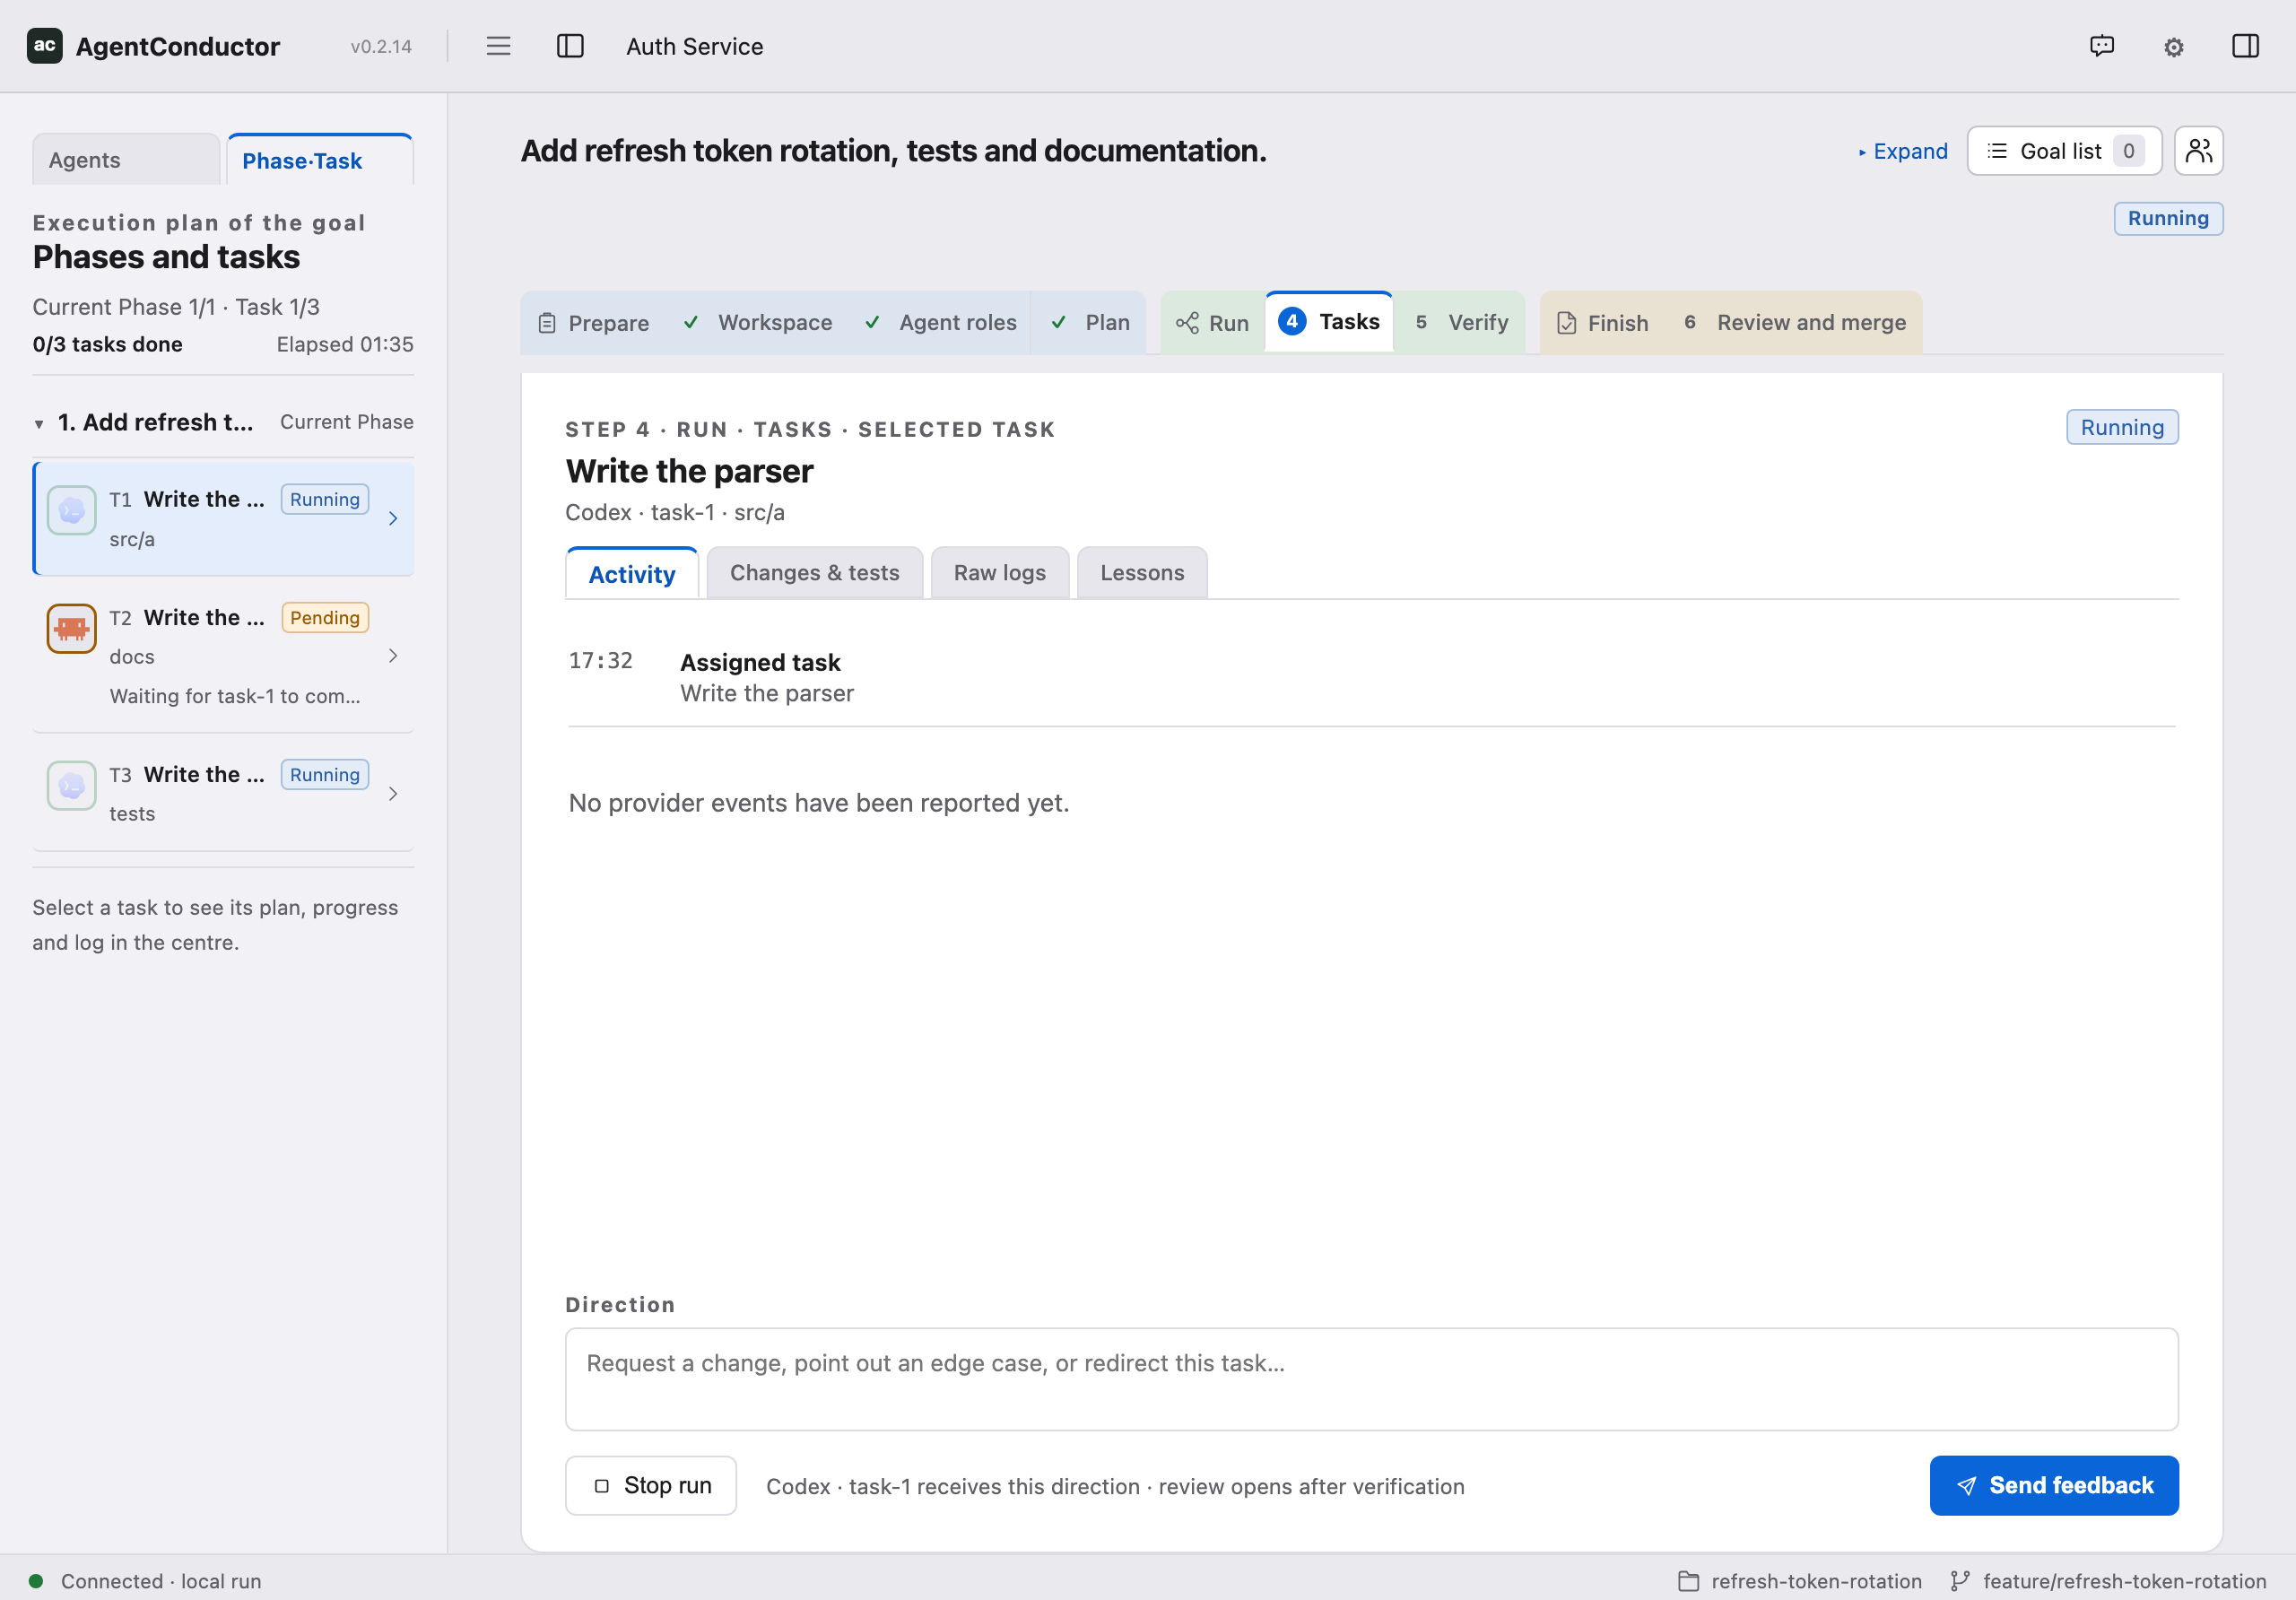 ac AgentConductor v0.2.14 Auth Service
Agents Phase·Task
Execution plan of the goal
Phases and tasks
Current Phase 1/1 · Task 1/3
0/3 tasks done Elapsed 01:35
1. Add refresh t... Current Phase
T1 Write the ... Running
src/a
T2 Write the ... Pending
docs
Waiting for task-1 to com...
T3 Write the ... Running
tests
Select a task to see its plan, progress
and log in the centre.
Add refresh token rotation, tests and documentation.
Expand Goal list 0
Running
Prepare Workspace Agent roles Plan Run 4 Tasks 5 Verify Finish 6 Review and merge
STEP 4 · RUN · TASKS · SELECTED TASK
Running
Write the parser
Codex · task-1 · src/a
Activity Changes & tests Raw logs Lessons
17:32 Assigned task
Write the parser
No provider events have been reported yet.
Direction
Request a change, point out an edge case, or redirect this task...
Stop run Codex · task-1 receives this direction · review opens after verification Send feedback
Connected · local run refresh-token-rotation feature/refresh-token-rotation